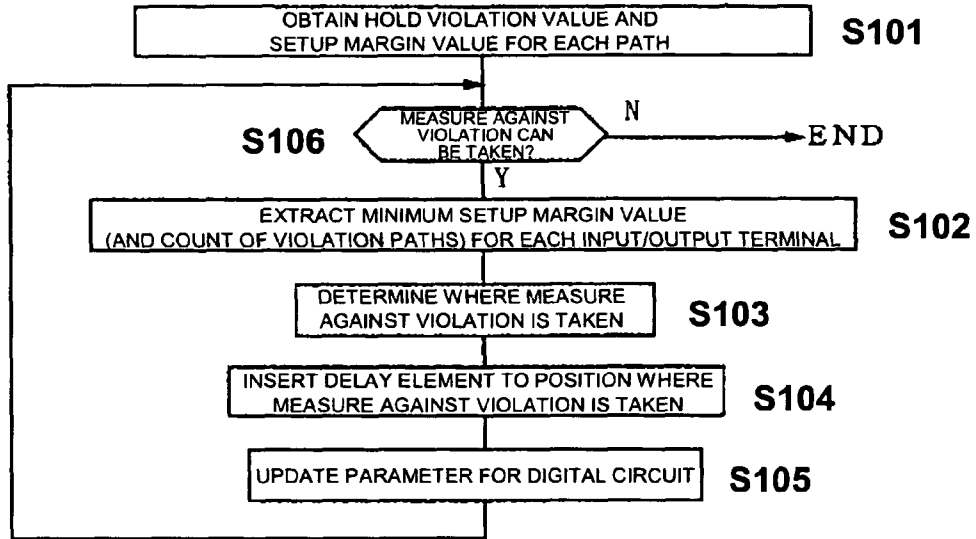 OBTAIN HOLD VIOLATION VALUE AND
SETUP MARGIN VALUE FOR EACH PATH
S101
MEASURE AGAINST
VIOLATION CAN
BE TAKEN?
S106
N
END
Y
EXTRACT MINIMUM SETUP MARGIN VALUE
(AND COUNT OF VIOLATION PATHS) FOR EACH INPUT/OUTPUT TERMINAL
S102
DETERMINE WHERE MEASURE
AGAINST VIOLATION IS TAKEN
S103
INSERT DELAY ELEMENT TO POSITION WHERE
MEASURE AGAINST VIOLATION IS TAKEN
S104
UPDATE PARAMETER FOR DIGITAL CIRCUIT
S105